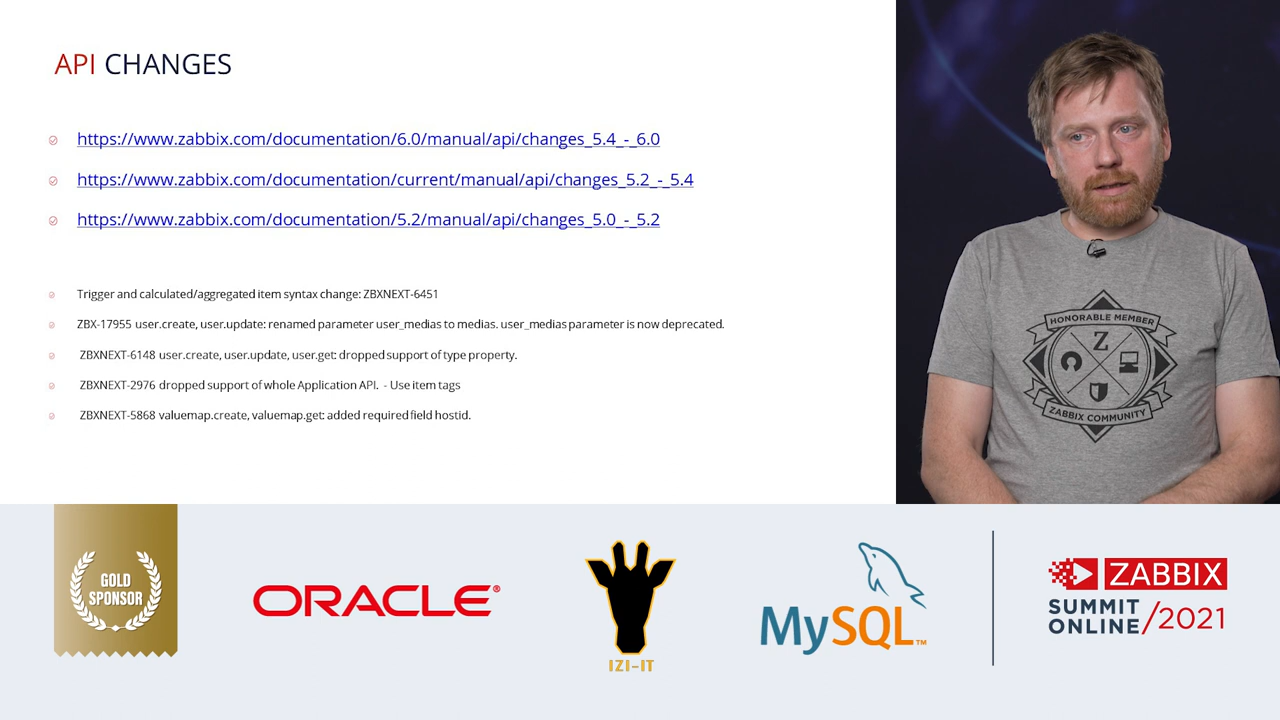 API CHANGES
https://www.zabbix.com/documentation/6.0/manual/api/changes_5.4_-_6.0
https://www.zabbix.com/documentation/current/manual/api/changes_5.2_-_5.4
https://www.zabbix.com/documentation/5.2/manual/api/changes_5.0_-_5.2
Trigger and calculated/aggregated item syntax change: ZBXNEXT-6451
ZBX-17955 user.create, user.update: renamed parameter user_medias to medias. user_medias parameter is now deprecated.
ZBXNEXT-6148 user.create, user.update, user.get: dropped support of type property.
ZBXNEXT-2976 dropped support of whole Application API. - Use item tags
ZBXNEXT-5868 valuemap.create, valuemap.get: added required field hostid.
HONORABLE MEMBER
Z
ZABBIX COMMUNITY
GOLD
SPONSOR
ORACLE®
IZI-IT
MySQL™
ZABBIX
SUMMIT
ONLINE/2021